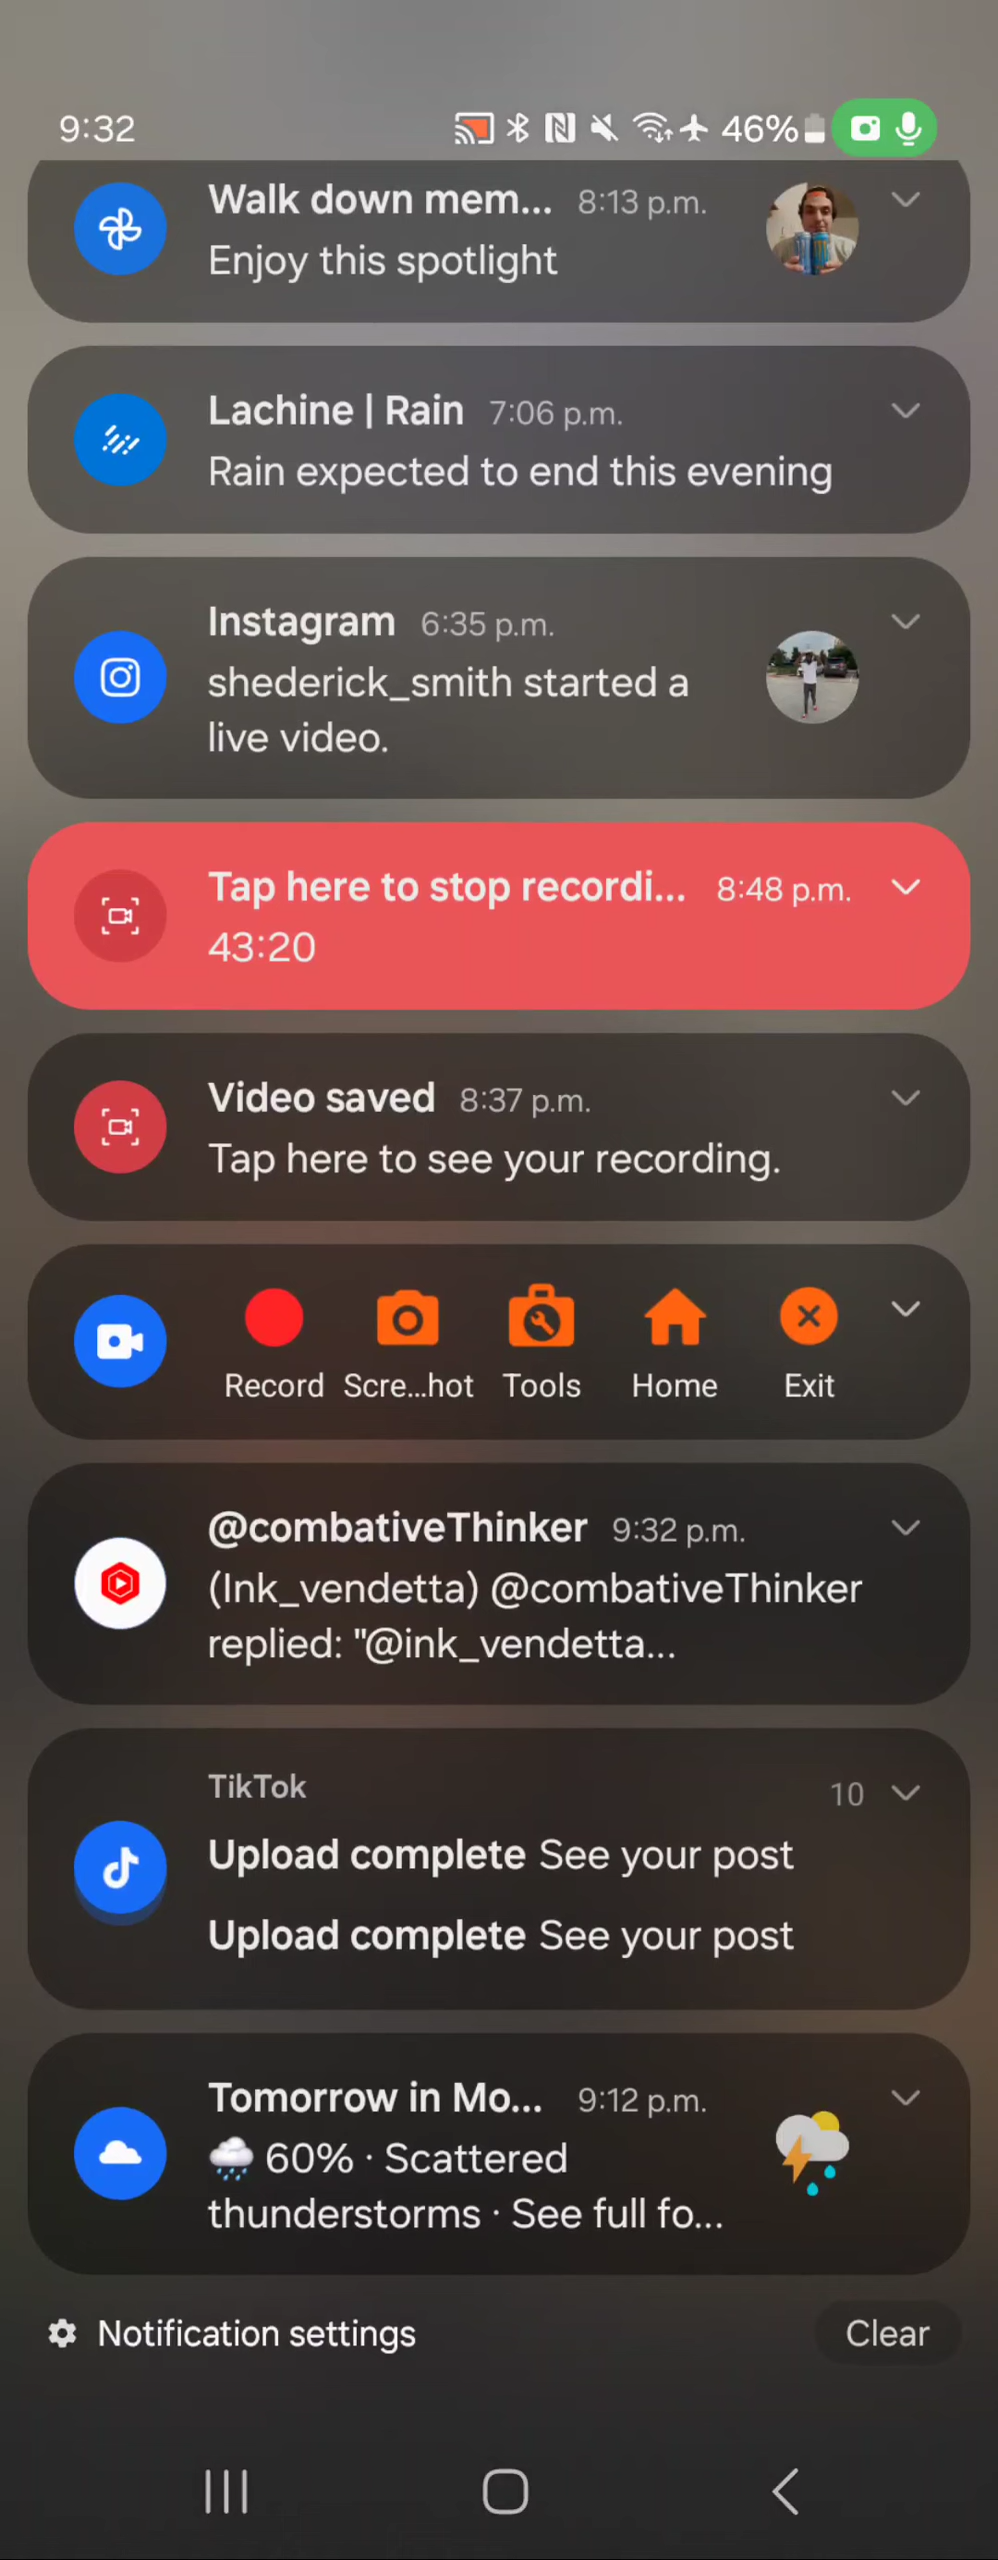 9:32 46%
Walk down mem... 8:13 p.m.
Enjoy this spotlight
Lachine | Rain 7:06 p.m.
Rain expected to end this evening
Instagram 6:35 p.m.
shederick_smith started a
live video.
Tap here to stop recordi... 8:48 p.m.
43:20
Video saved 8:37 p.m.
Tap here to see your recording.
Record Scre...hot Tools Home Exit
@combativeThinker 9:32 p.m.
(Ink_vendetta) @combativeThinker
replied: "@ink_vendetta...
TikTok 10
Upload complete See your post
Upload complete See your post
Tomorrow in Mo... 9:12 p.m.
60% · Scattered
thunderstorms · See full fo...
Notification settings Clear